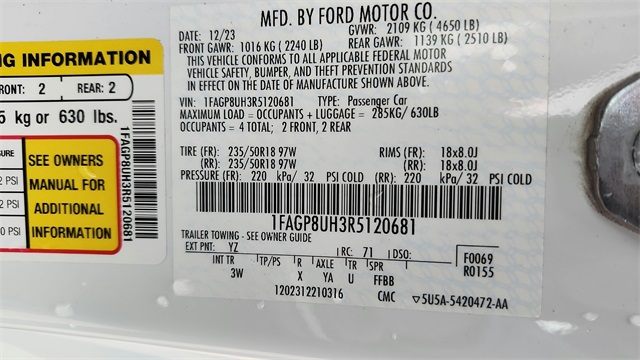 NG INFORMATION
FRONT: 2 REAR: 2
5 kg or 630 lbs.
SURE
2 PSI
2 PSI
0 PSI
SEE OWNERS
MANUAL FOR
ADDITIONAL
INFORMATION
1FAGP8UH3R5120681
MFD. BY FORD MOTOR CO.
DATE: 12/23 GVWR: 2109 KG ( 4650 LB)
FRONT GAWR: 1016 KG ( 2240 LB) REAR GAWR: 1139 KG ( 2510 LB)
THIS VEHICLE CONFORMS TO ALL APPLICABLE FEDERAL MOTOR
VEHICLE SAFETY, BUMPER, AND THEFT PREVENTION STANDARDS
IN EFFECT ON THE DATE OF MANUFACTURE SHOWN ABOVE.
VIN: 1FAGP8UH3R5120681 TYPE: Passenger Car
MAXIMUM LOAD = OCCUPANTS + LUGGAGE = 285KG/ 630LB
OCCUPANTS = 4 TOTAL; 2 FRONT, 2 REAR
TIRE (FR): 235/50R18 97W RIMS (FR): 18x8.0J
(RR): 235/50R18 97W (RR): 18x8.0J
PRESSURE (FR): 220 kPa/ 32 PSI COLD (RR): 220 kPa/ 32 PSI COLD
1FAGP8UH3R5120681
TRAILER TOWING - SEE OWNER GUIDE
EXT PNT: YZ RC: 71 DSO: F0069
R0155
INT TR TP/PS R AXLE TR SPR
3W X YA U FFBB
1202312210316 CMC 5U5A-5420472-AA